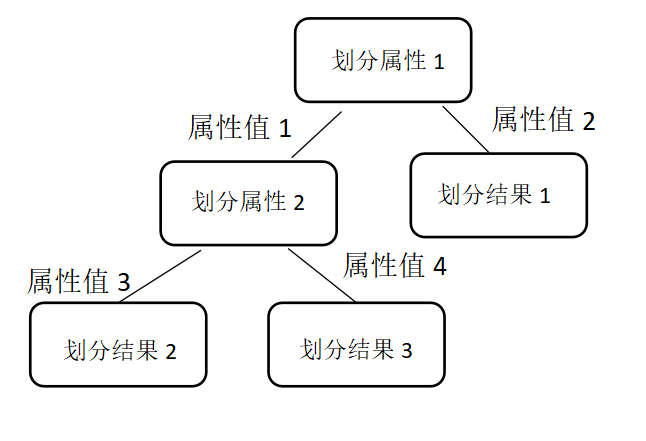 划分属性 1
属性值 1
属性值 2
划分属性 2
划分结果 1
属性值 3
属性值 4
划分结果 2
划分结果 3